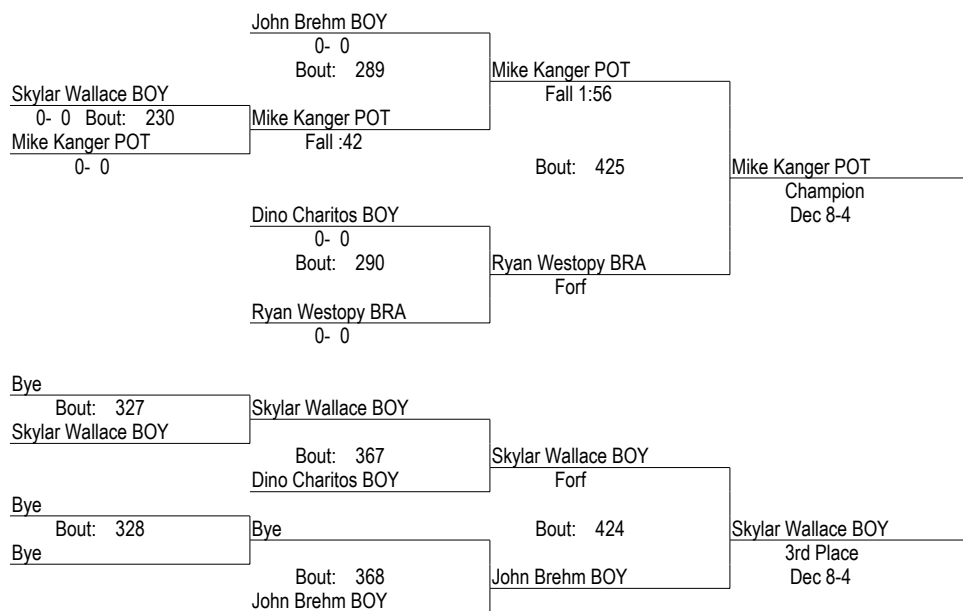 John Brehm BOY
0- 0
Bout: 289
Mike Kanger POT
Fall 1:56
Skylar Wallace BOY
0- 0 Bout: 230
Mike Kanger POT
Fall :42
Mike Kanger POT
0- 0
Bout: 425
Mike Kanger POT
Champion
Dec 8-4
Dino Charitos BOY
0- 0
Bout: 290
Ryan Westopy BRA
Forf
Ryan Westopy BRA
0- 0
Bye
Bout: 327
Skylar Wallace BOY
Skylar Wallace BOY
Bout: 367
Skylar Wallace BOY
Forf
Dino Charitos BOY
Bye
Bout: 328
Bye
Bye
Bout: 424
Skylar Wallace BOY
3rd Place
Dec 8-4
Bout: 368
John Brehm BOY
John Brehm BOY